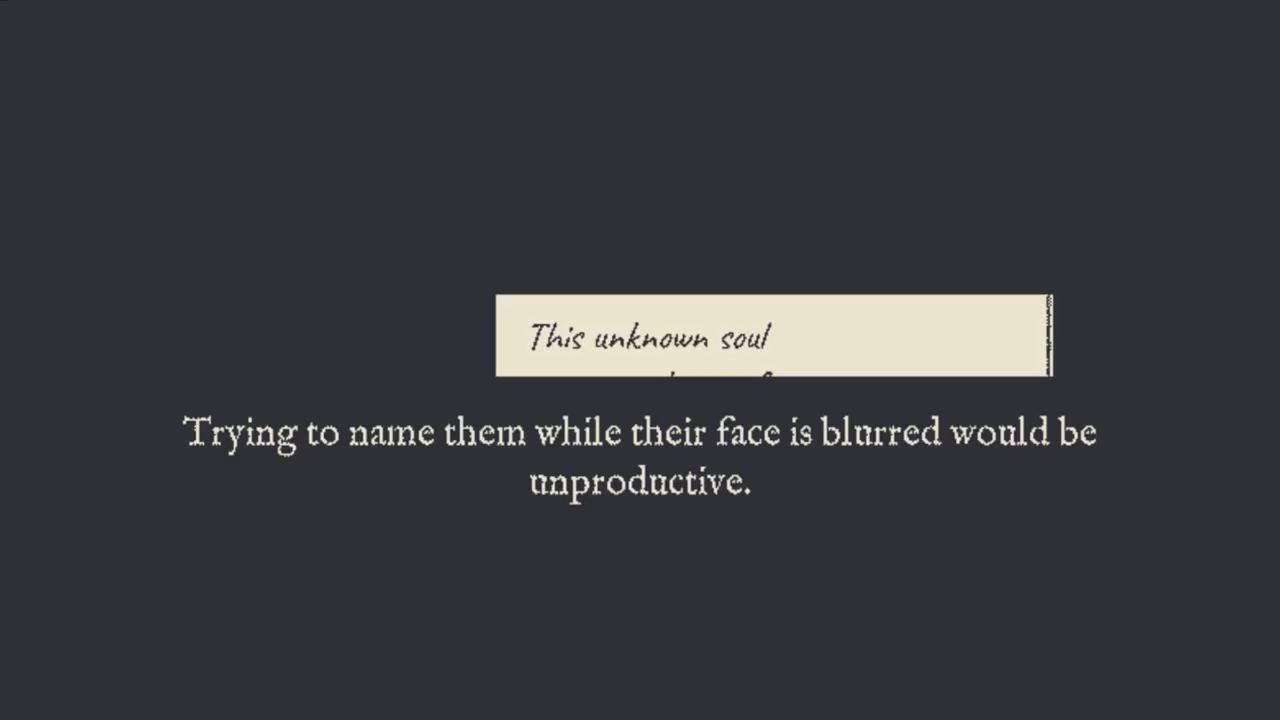 This unknown soul
Trying to name them while their face is blurred would be
unproductive.